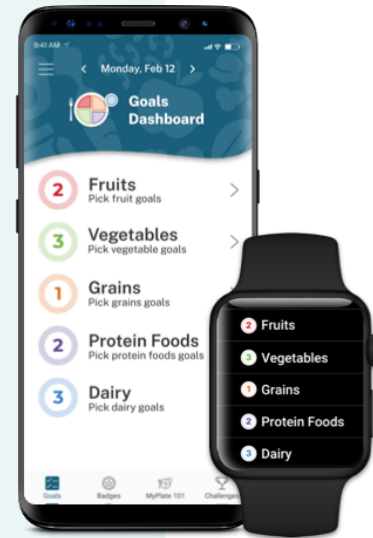 9:41 AM
Monday, Feb 12
Goals
Dashboard
2 Fruits
Pick fruit goals
3 Vegetables
Pick vegetable goals
1 Grains
Pick grains goals
2 Protein Foods
Pick protein foods goals
3 Dairy
Pick dairy goals
Goals Badges MyPlate 101 Challenges
2 Fruits
3 Vegetables
1 Grains
2 Protein Foods
3 Dairy